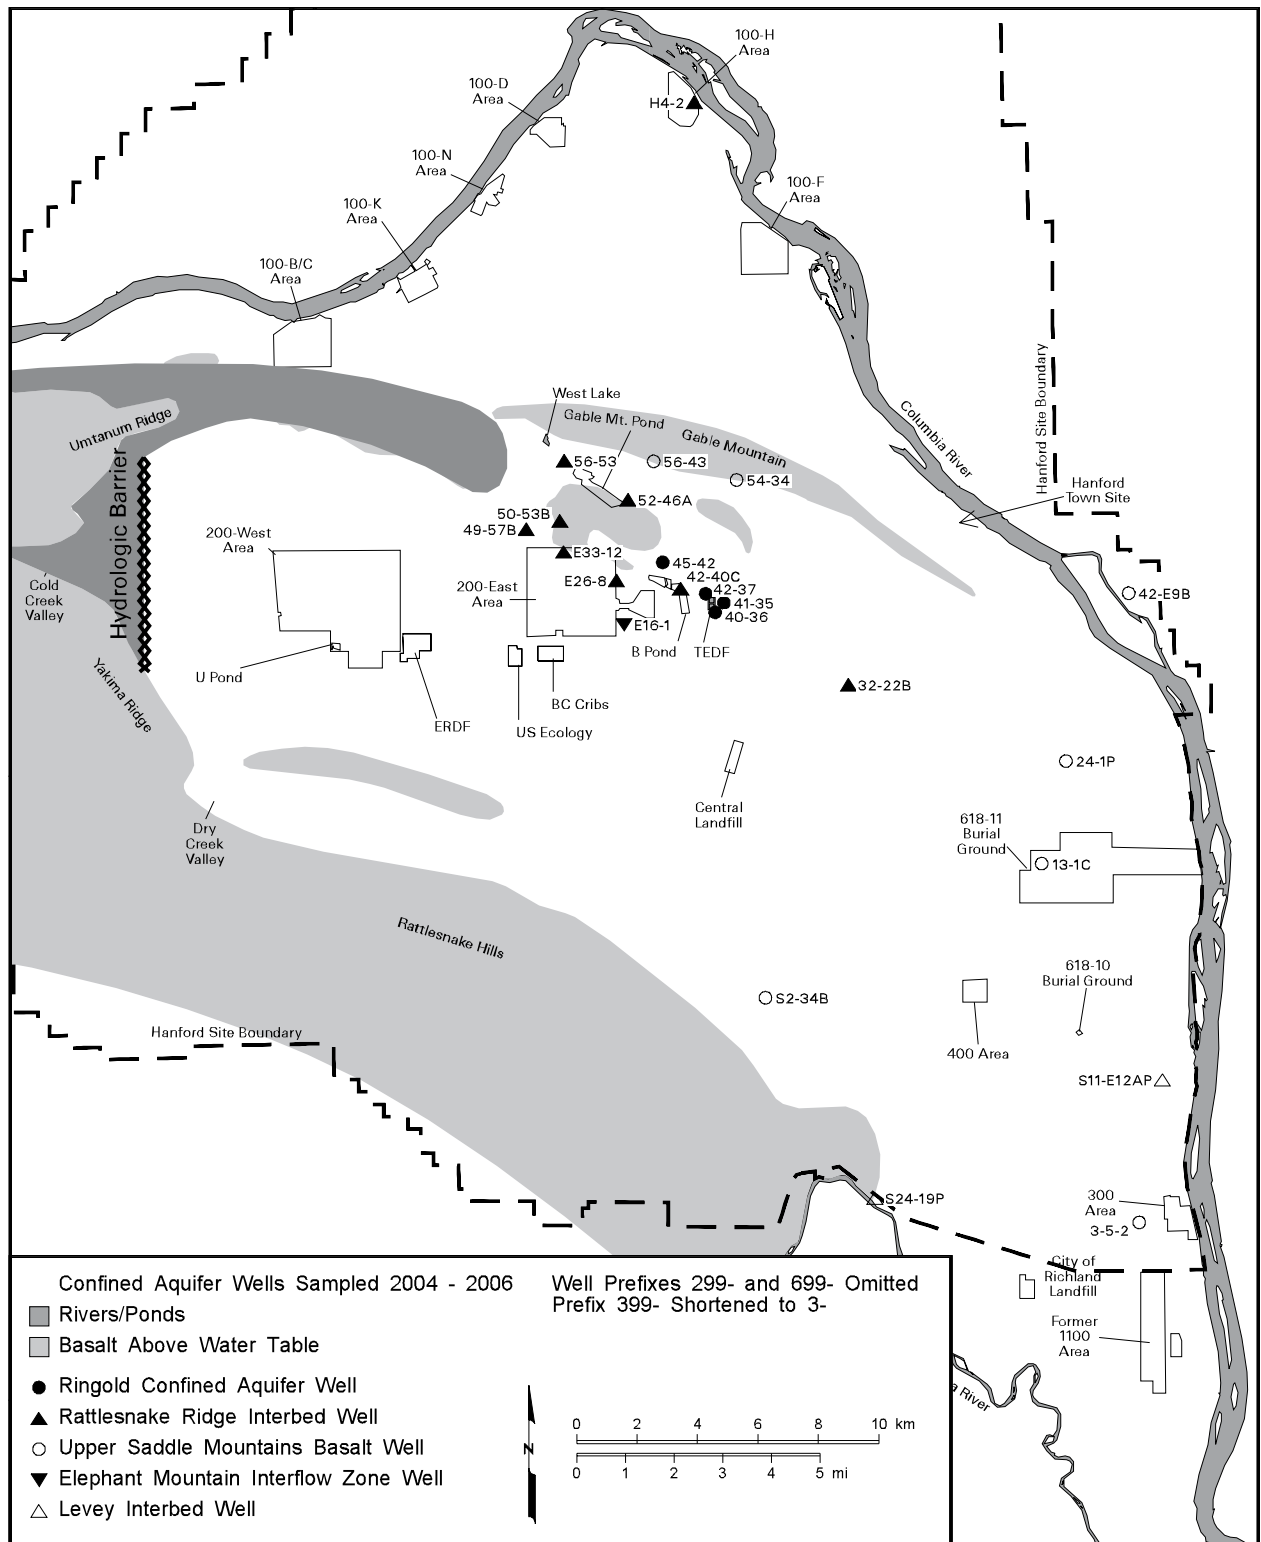 100-H
Area
100-D
Area
H4-2
100-N
Area
100-F
Area
100-K
Area
100-B/C
Area
Hanford Site Boundary
West Lake
Gable Mt. Pond
Gable Mountain
Columbia River
Umtanum Ridge
Hydrologic Barrier
56-53
56-43
54-34
52-46A
Hanford
Town Site
50-53B
49-57B
200-West
Area
E33-12
45-42
E26-8
42-40C
42-37
200-East
Area
41-35
40-36
42-E9B
Cold
Creek
Valley
E16-1
B Pond
TEDF
Yakima Ridge
U Pond
32-22B
BC Cribs
ERDF
US Ecology
24-1P
Central
Landfill
618-11
Burial
Ground
Dry
Creek
Valley
13-1C
Rattlesnake Hills
618-10
Burial Ground
S2-34B
Hanford Site Boundary
400 Area
S11-E12AP
S24-19P
300
Area
3-5-2
City of
Richland
Landfill
Former
1100
Area
a River
Confined Aquifer Wells Sampled 2004 - 2006
Rivers/Ponds
Basalt Above Water Table
Ringold Confined Aquifer Well
Rattlesnake Ridge Interbed Well
Upper Saddle Mountains Basalt Well
Elephant Mountain Interflow Zone Well
Levey Interbed Well
Well Prefixes 299- and 699- Omitted
Prefix 399- Shortened to 3-
N
0 2 4 6 8 10 km
0 1 2 3 4 5 mi